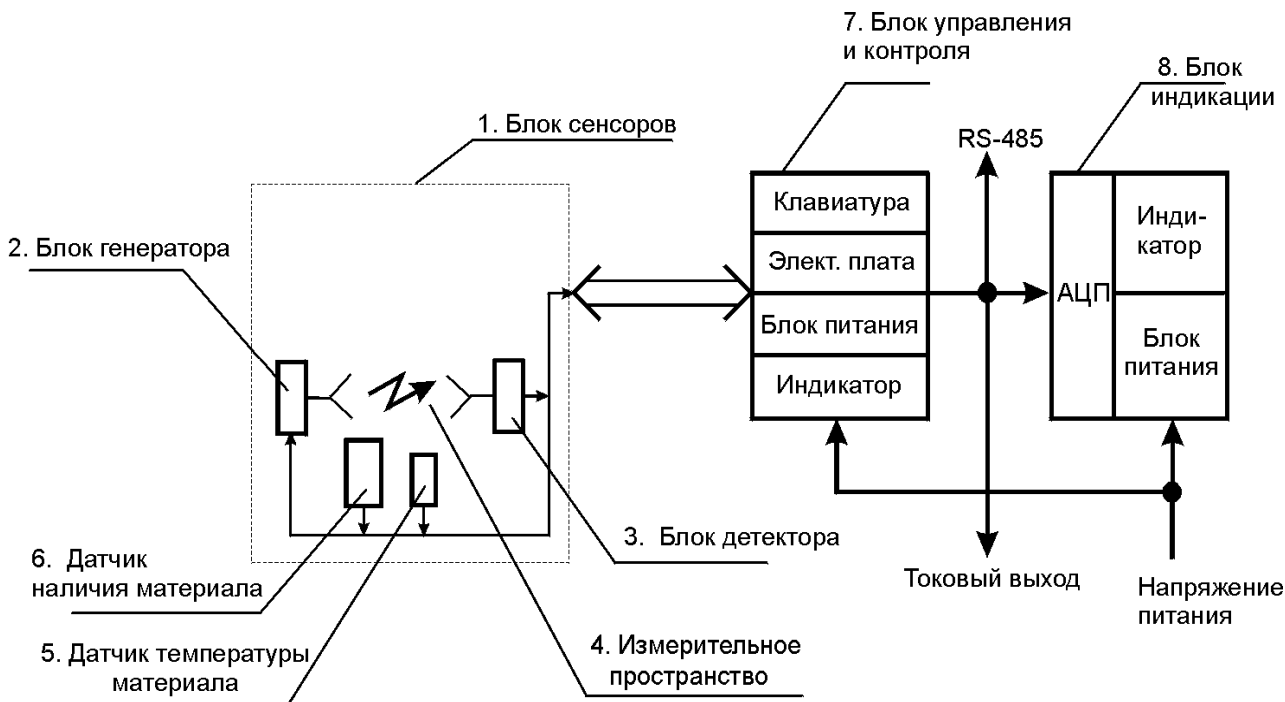 7. Блок управления
и контроля
8. Блок
индикации
1. Блок сенсоров
RS-485
Клавиатура
Инди-
катор
2. Блок генератора
Элект. плата
АЦП
Блок питания
Блок
питания
Индикатор
3. Блок детектора
6. Датчик
наличия материала
Токовый выход
Напряжение
питания
5. Датчик температуры
материала
4. Измерительное
пространство